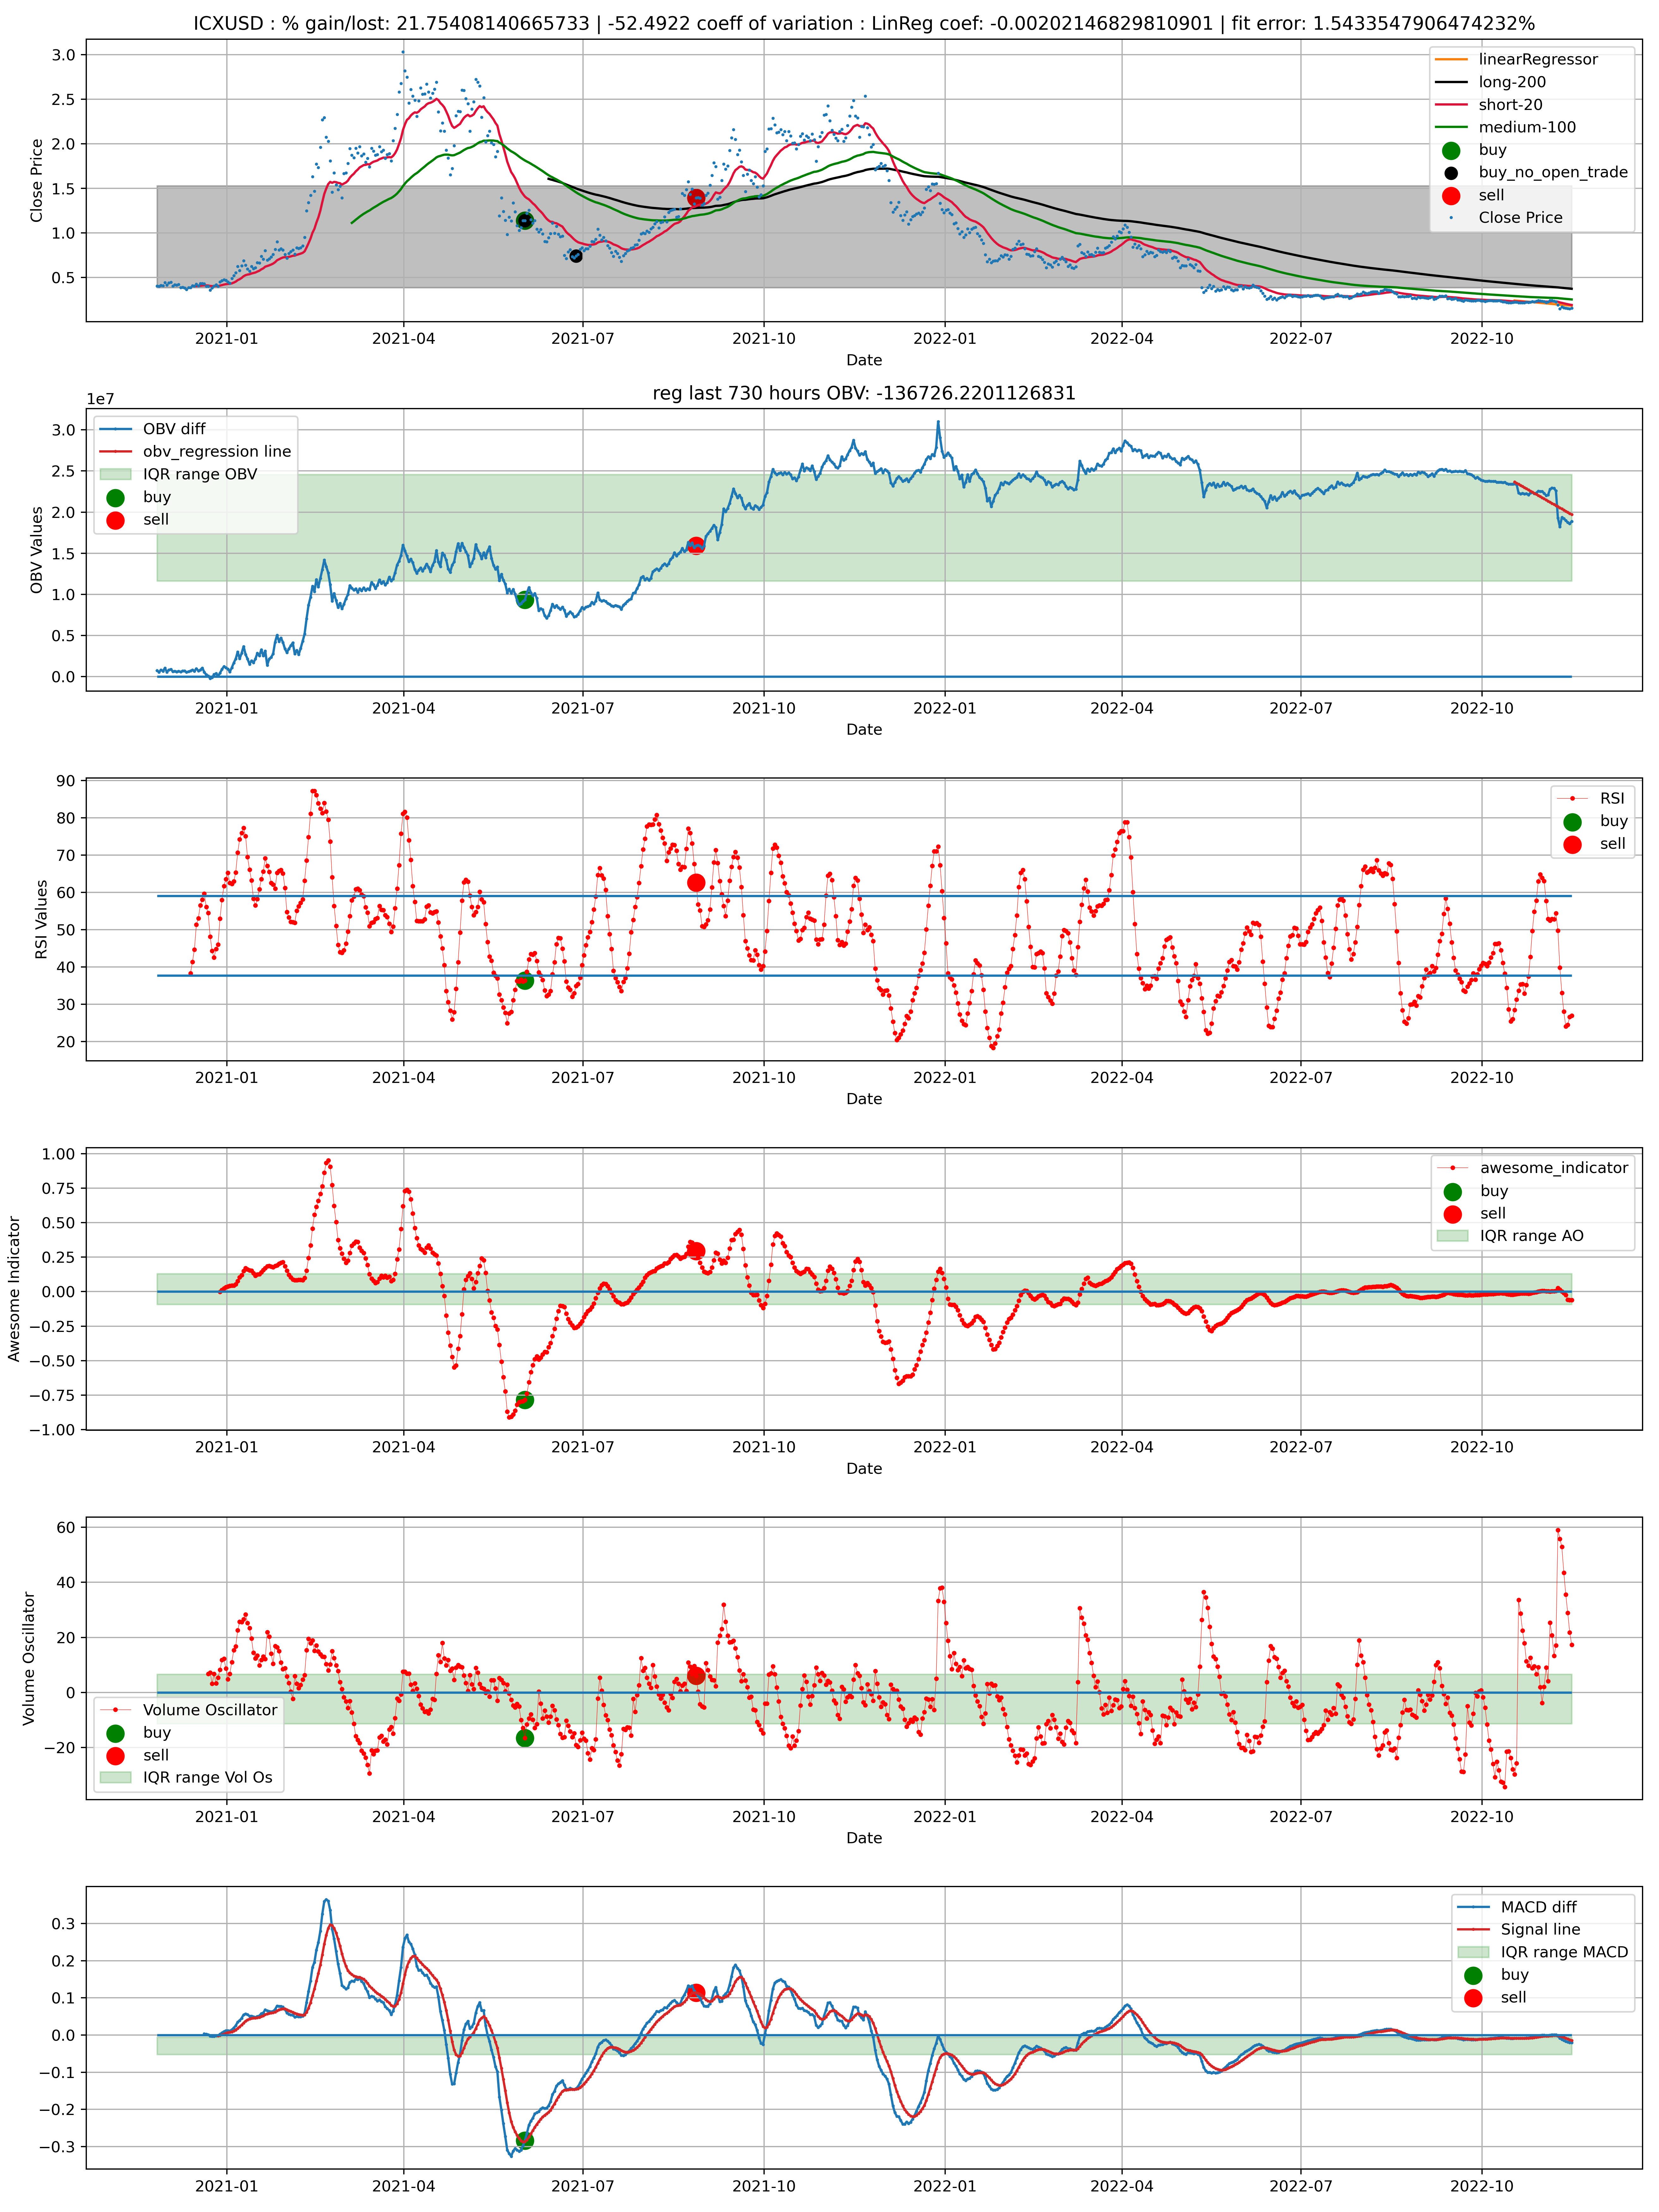 ICXUSD : % gain/lost: 21.75408140665733 | -52.4922 coeff of variation : LinReg coef: -0.00202146829810901 | fit error: 1.5433547906474232%
Close Price
3.0
2.5
2.0
1.5
1.0
0.5
linearRegressor
long-200
short-20
medium-100
buy
buy_no_open_trade
sell
Close Price
2021-01 2021-04 2021-07 2021-10 2022-01 2022-04 2022-07 2022-10
Date
reg last 730 hours OBV: -136726.2201126831
1e7
OBV Values
3.0
2.5
2.0
1.5
1.0
0.5
0.0
OBV diff
obv_regression line
IQR range OBV
buy
sell
2021-01 2021-04 2021-07 2021-10 2022-01 2022-04 2022-07 2022-10
Date
RSI Values
90
80
70
60
50
40
30
20
RSI
buy
sell
2021-01 2021-04 2021-07 2021-10 2022-01 2022-04 2022-07 2022-10
Date
Awesome Indicator
1.00
0.75
0.50
0.25
0.00
−0.25
−0.50
−0.75
−1.00
awesome_indicator
buy
sell
IQR range AO
2021-01 2021-04 2021-07 2021-10 2022-01 2022-04 2022-07 2022-10
Date
Volume Oscillator
60
40
20
0
−20
Volume Oscillator
buy
sell
IQR range Vol Os
2021-01 2021-04 2021-07 2021-10 2022-01 2022-04 2022-07 2022-10
Date
0.3
0.2
0.1
0.0
−0.1
−0.2
−0.3
MACD diff
Signal line
IQR range MACD
buy
sell
2021-01 2021-04 2021-07 2021-10 2022-01 2022-04 2022-07 2022-10